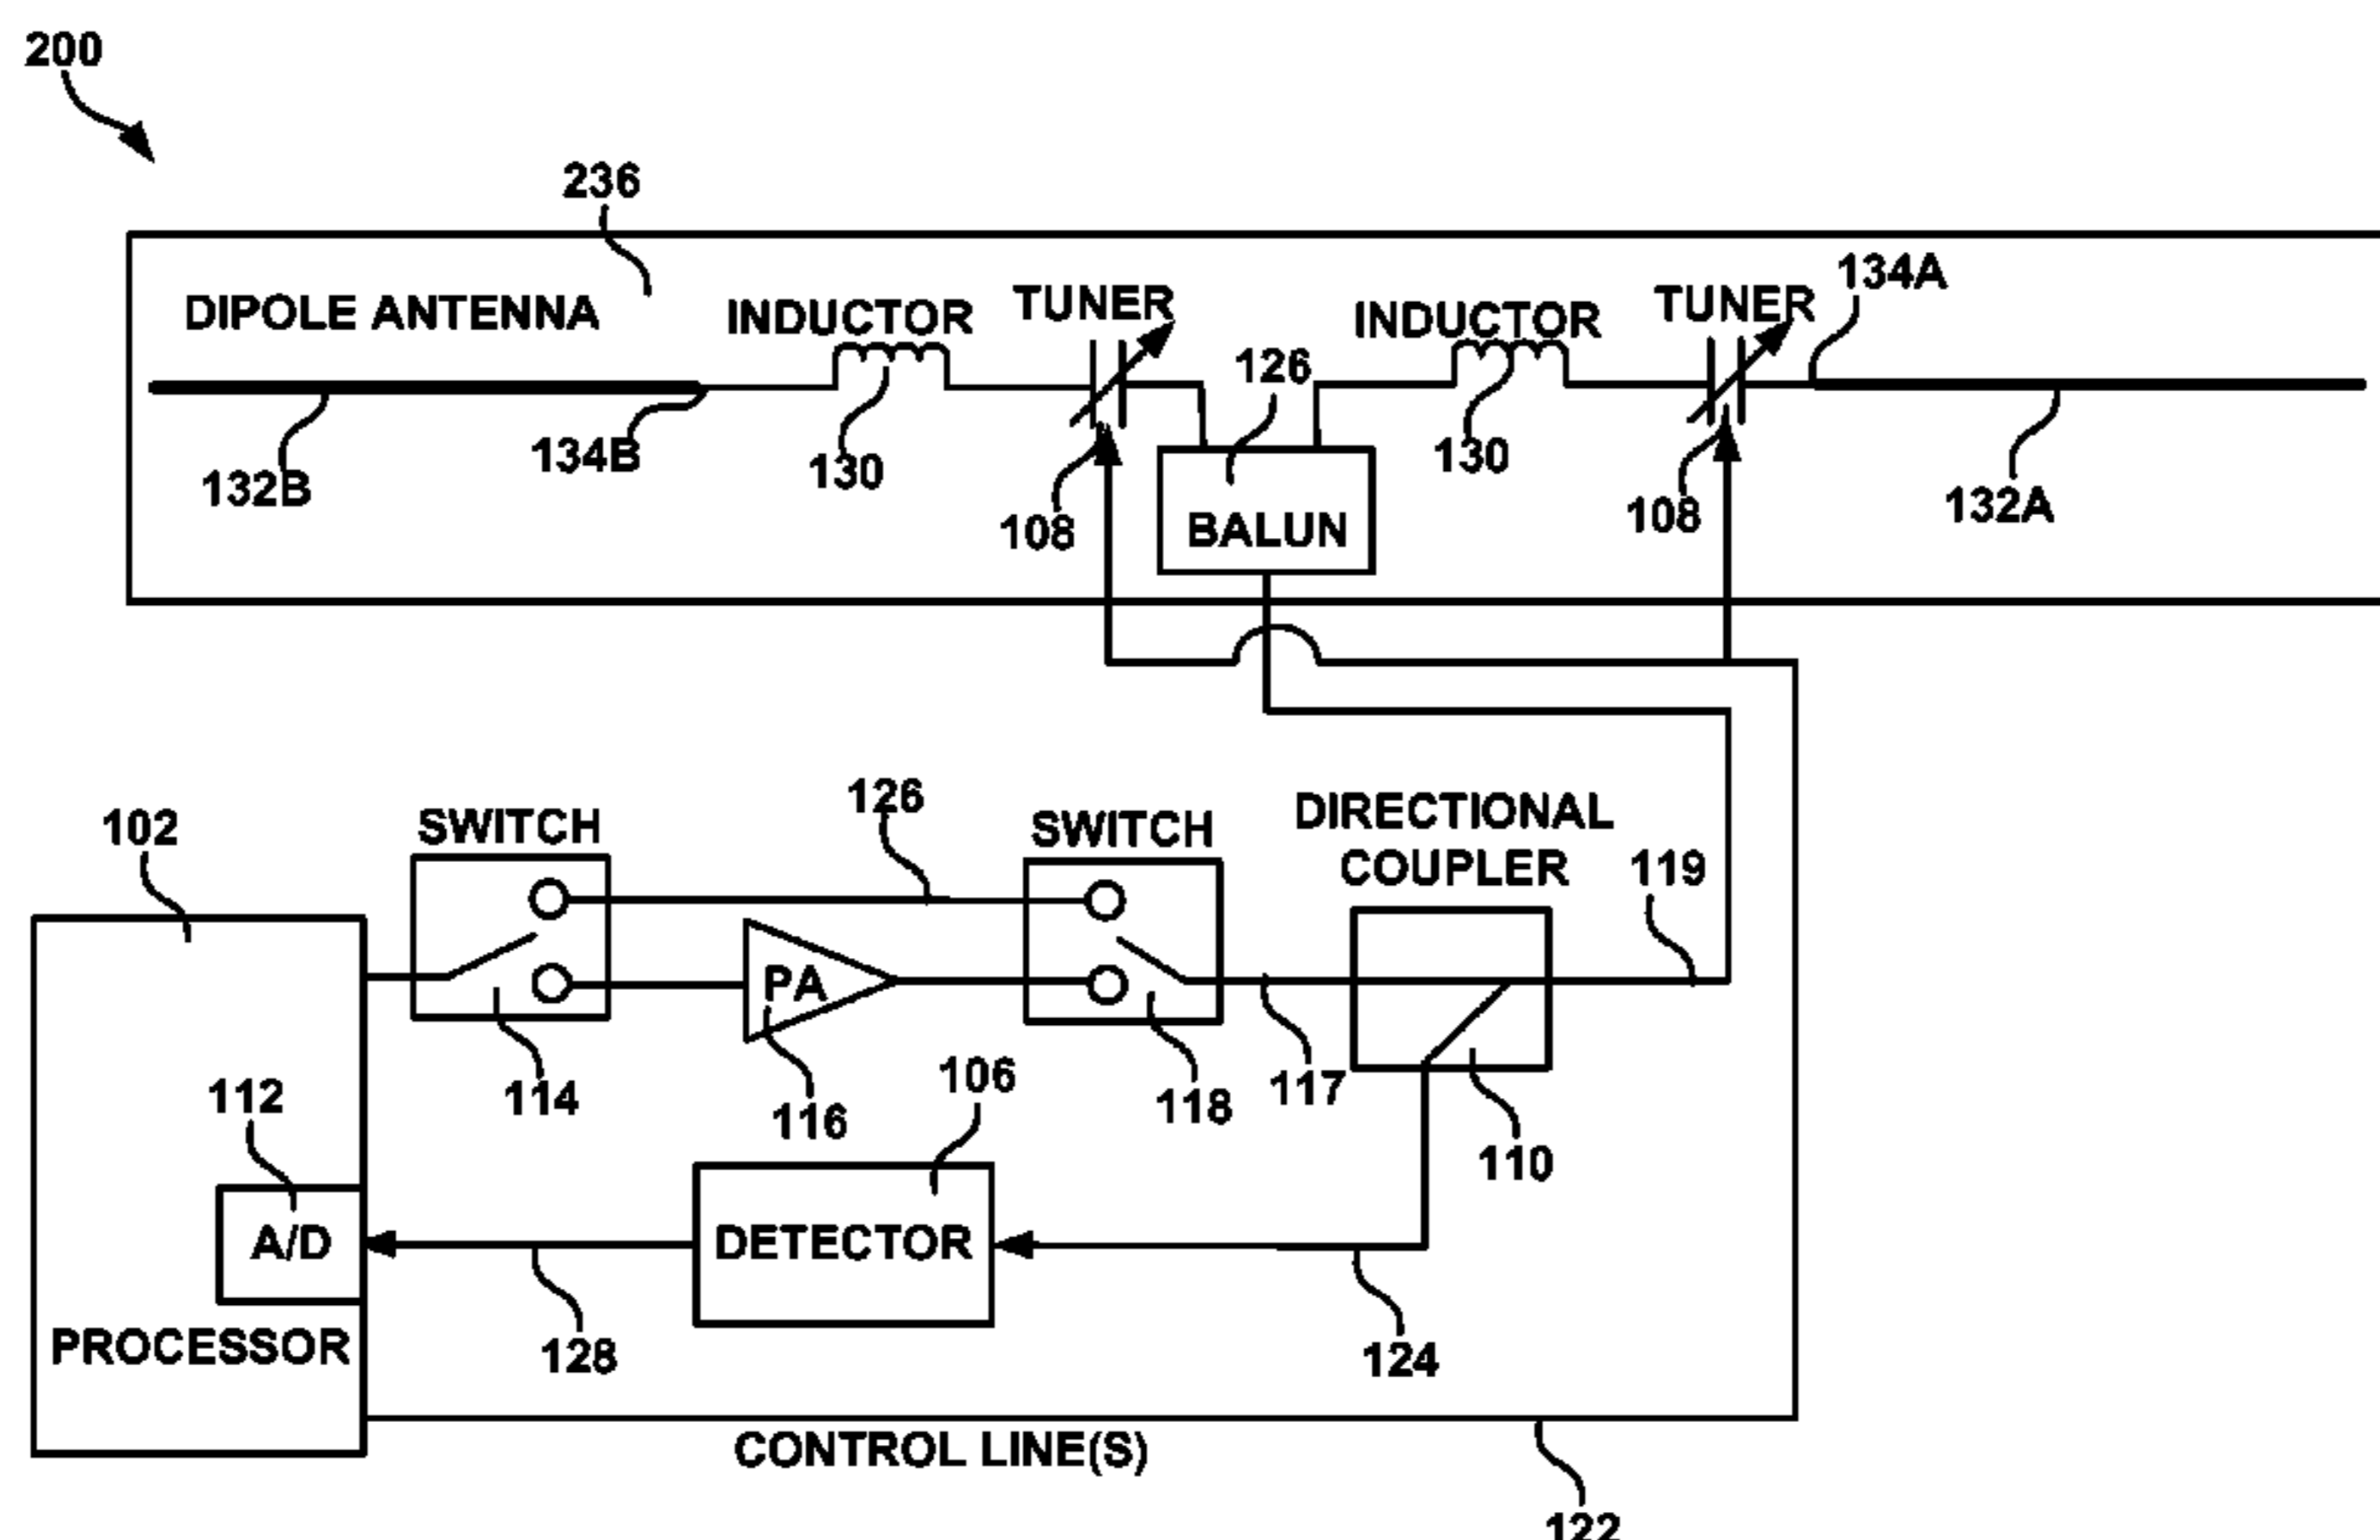 200
236
DIPOLE ANTENNA
INDUCTOR
TUNER
126
INDUCTOR
TUNER
134A
132B
134B
130
108
BALUN
130
108
132A
102
SWITCH
126
SWITCH
DIRECTIONAL
COUPLER
119
PA
112
114
116
106
118
117
110
A/D
DETECTOR
PROCESSOR
128
124
CONTROL LINE(S)
122